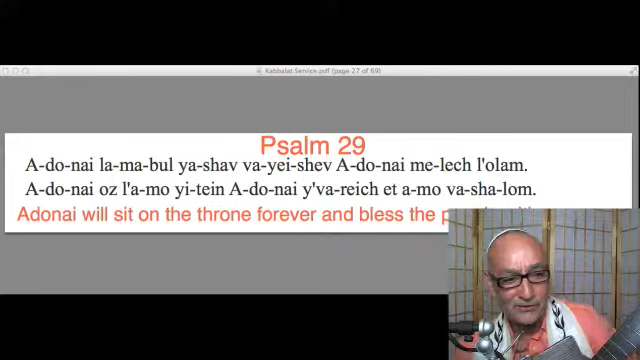 Kabbalat Service.pdf (page 27 of 69)
Psalm 29
A-do-nai la-ma-bul ya-shav va-yei-shev A-do-nai me-lech l'olam.
A-do-nai oz l'a-mo yi-tein A-do-nai y'va-reich et a-mo va-sha-lom.
Adonai will sit on the throne forever and bless the